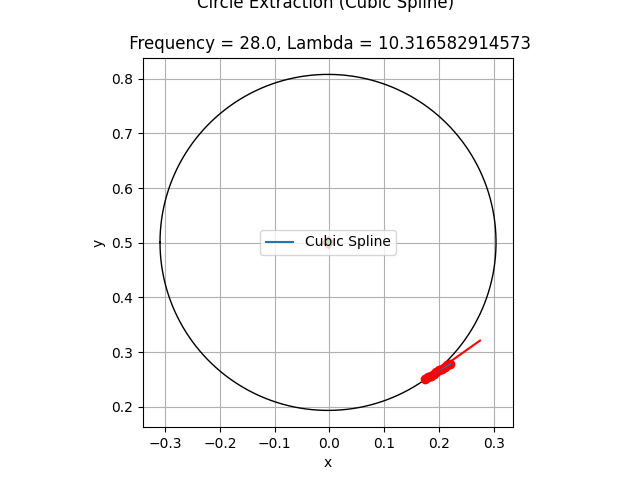 Circle Extraction (Cubic Spline)
Frequency = 28.0, Lambda = 10.316582914573
0.8
0.7
0.6
0.5
0.4
0.3
0.2
y
Cubic Spline
−0.3 −0.2 −0.1 0.0 0.1 0.2 0.3
x